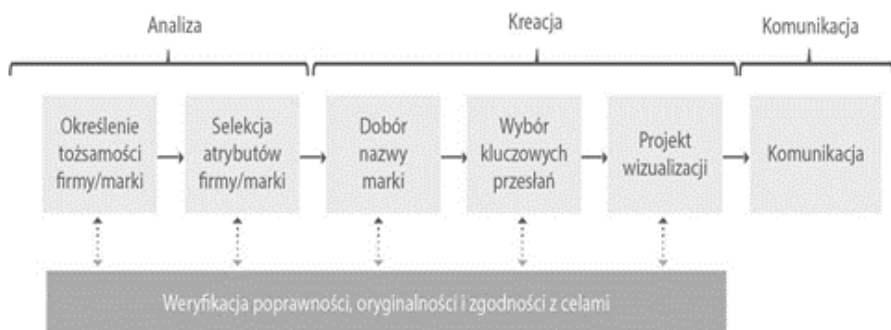 Analiza
Kreacja
Komunikacja
Określenie
tożsamości
firmy/marki
Selekcja
atrybutów
firmy/marki
Dobór
nazwy
marki
Wybór
kluczowych
przesłań
Projekt
wizualizacji
Komunikacja
Weryfikacja poprawności, oryginalności i zgodności z celami